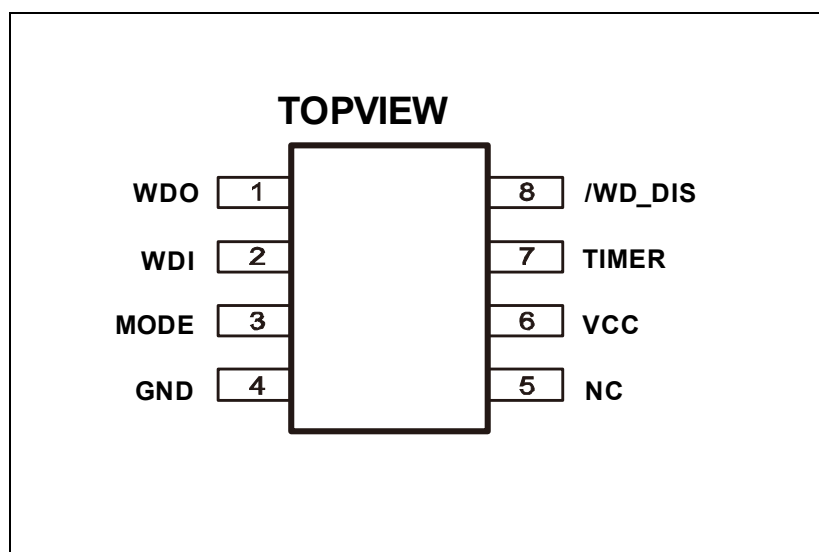 TOPVIEW
WDO 1 8 /WD_DIS
WDI 2 7 TIMER
MODE 3 6 VCC
GND 4 5 NC